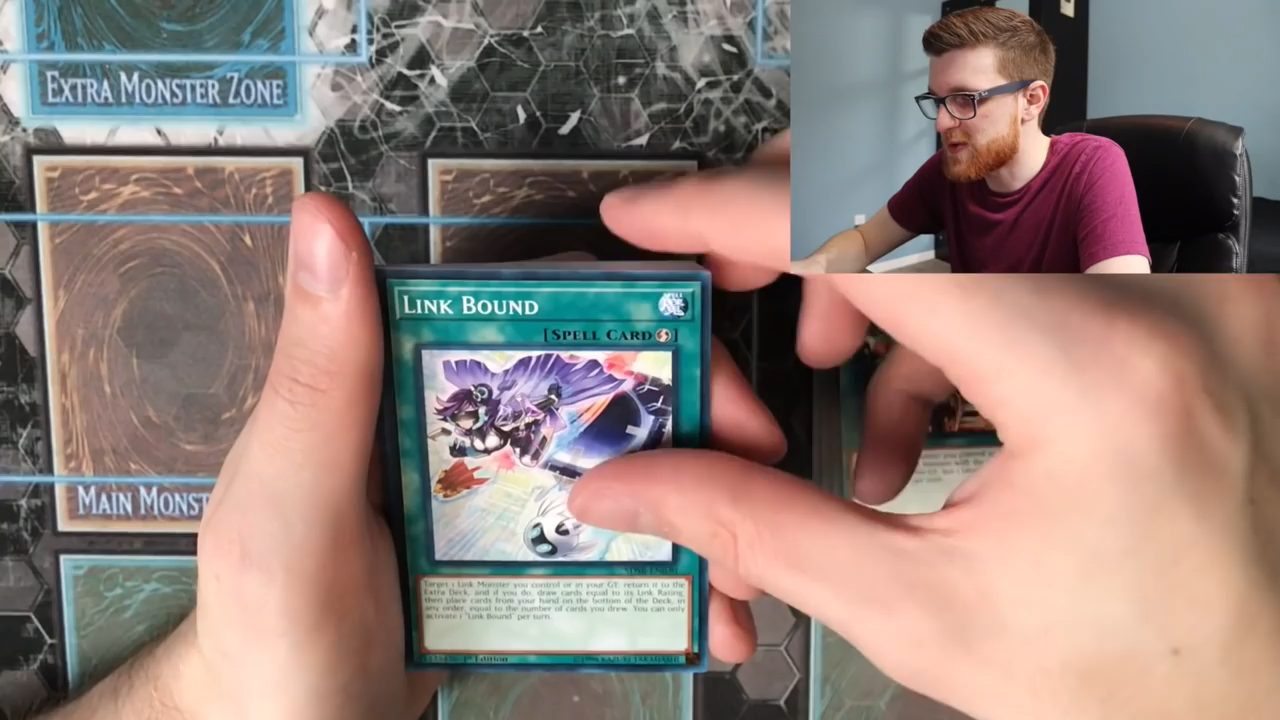 EXTRA MONSTER ZONE
LINK BOUND
[SPELL CARD]
MAIN MONST
Target 1 Link Monster you control or in your GY; return it to the
Extra Deck, and if you do, draw cards equal to its Link Rating,
then place cards from your hand on the bottom of the Deck, in
any order, equal to the number of cards you drew. You can only
activate 1 "Link Bound" per turn.
1st Edition
©1996 KAZUKI TAKAHASHI